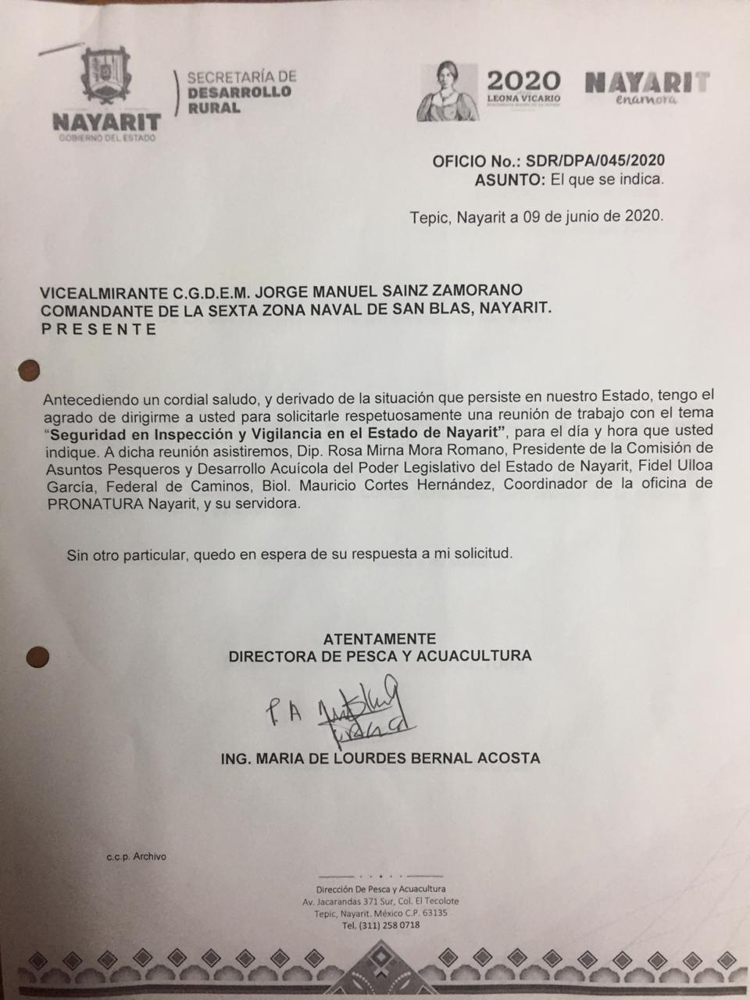 NAYARIT
GOBIERNO DEL ESTADO
SECRETARÍA DE
DESARROLLO
RURAL
2020
LEONA VICARIO
NAYARIT
enamora
OFICIO No.: SDR/DPA/045/2020
ASUNTO: El que se indica.
Tepic, Nayarit a 09 de junio de 2020.
VICEALMIRANTE C.G.D.E.M. JORGE MANUEL SAINZ ZAMORANO
COMANDANTE DE LA SEXTA ZONA NAVAL DE SAN BLAS, NAYARIT.
P R E S E N T E
Antecediendo un cordial saludo, y derivado de la situación que persiste en nuestro Estado, tengo el
agrado de dirigirme a usted para solicitarle respetuosamente una reunión de trabajo con el tema
“Seguridad en Inspección y Vigilancia en el Estado de Nayarit”, para el día y hora que usted
indique. A dicha reunión asistiremos, Dip. Rosa Mirna Mora Romano, Presidente de la Comisión de
Asuntos Pesqueros y Desarrollo Acuícola del Poder Legislativo del Estado de Nayarit, Fidel Ulloa
García, Federal de Caminos, Biol. Mauricio Cortes Hernández, Coordinador de la oficina de
PRONATURA Nayarit, y su servidora.
Sin otro particular, quedo en espera de su respuesta a mi solicitud.
ATENTAMENTE
DIRECTORA DE PESCA Y ACUACULTURA
P. A
ING. MARIA DE LOURDES BERNAL ACOSTA
c.c.p. Archivo
Dirección De Pesca y Acuacultura
Av. Jacarandas 371 Sur, Col. El Tecolote
Tepic, Nayarit. México C.P. 63135
Tel. (311) 258 0718